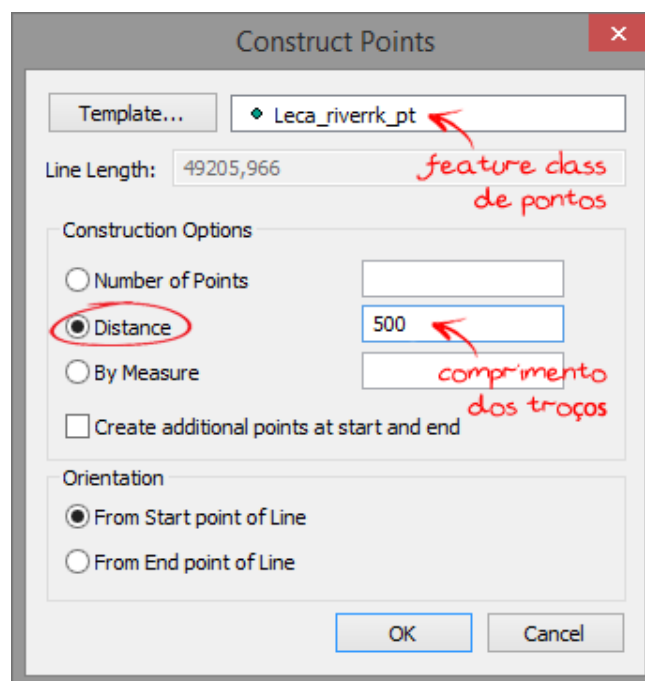 Construct Points
Template...
Leca_riverrk_pt
Line Length: 49205,966
feature class
de pontos
Construction Options
Number of Points
Distance 500
By Measure
comprimento
dos troços
Create additional points at start and end
Orientation
From Start point of Line
From End point of Line
OK Cancel